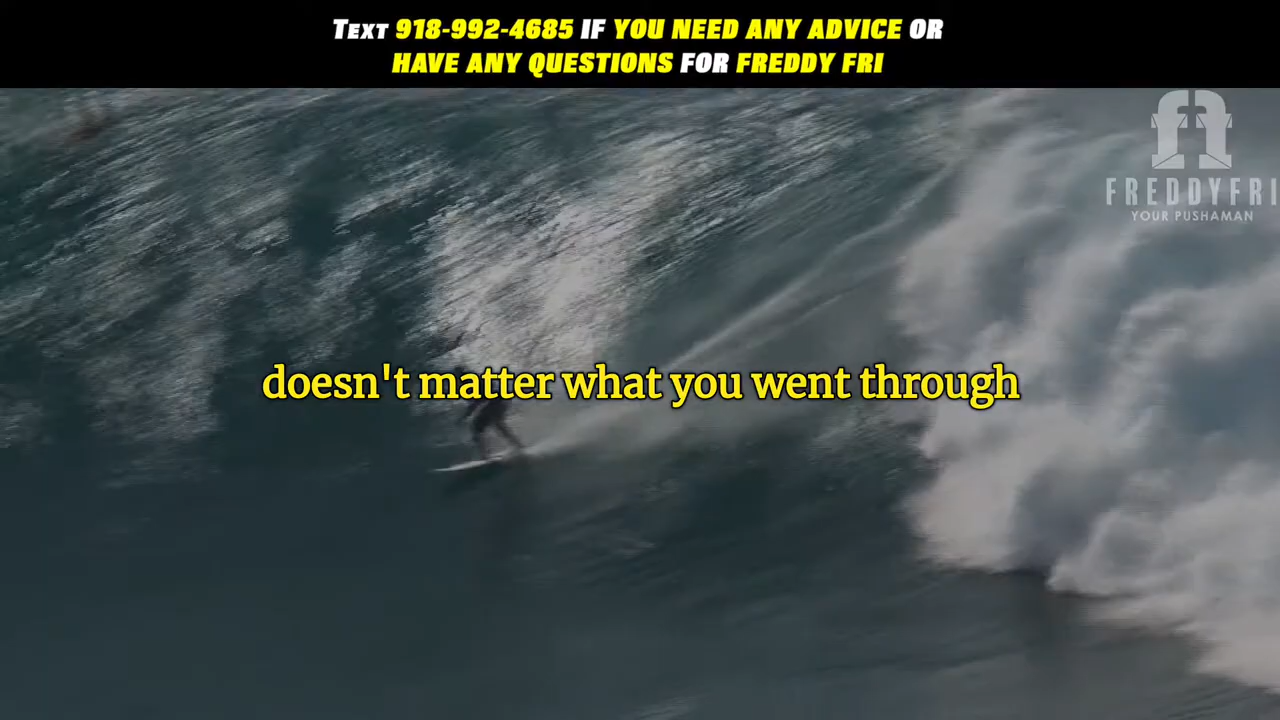 Text 918-992-4685 IF YOU NEED ANY ADVICE OR
HAVE ANY QUESTIONS FOR FREDDY FRI
FREDDYFRI
YOUR PUSHAMAN
doesn't matter what you went through